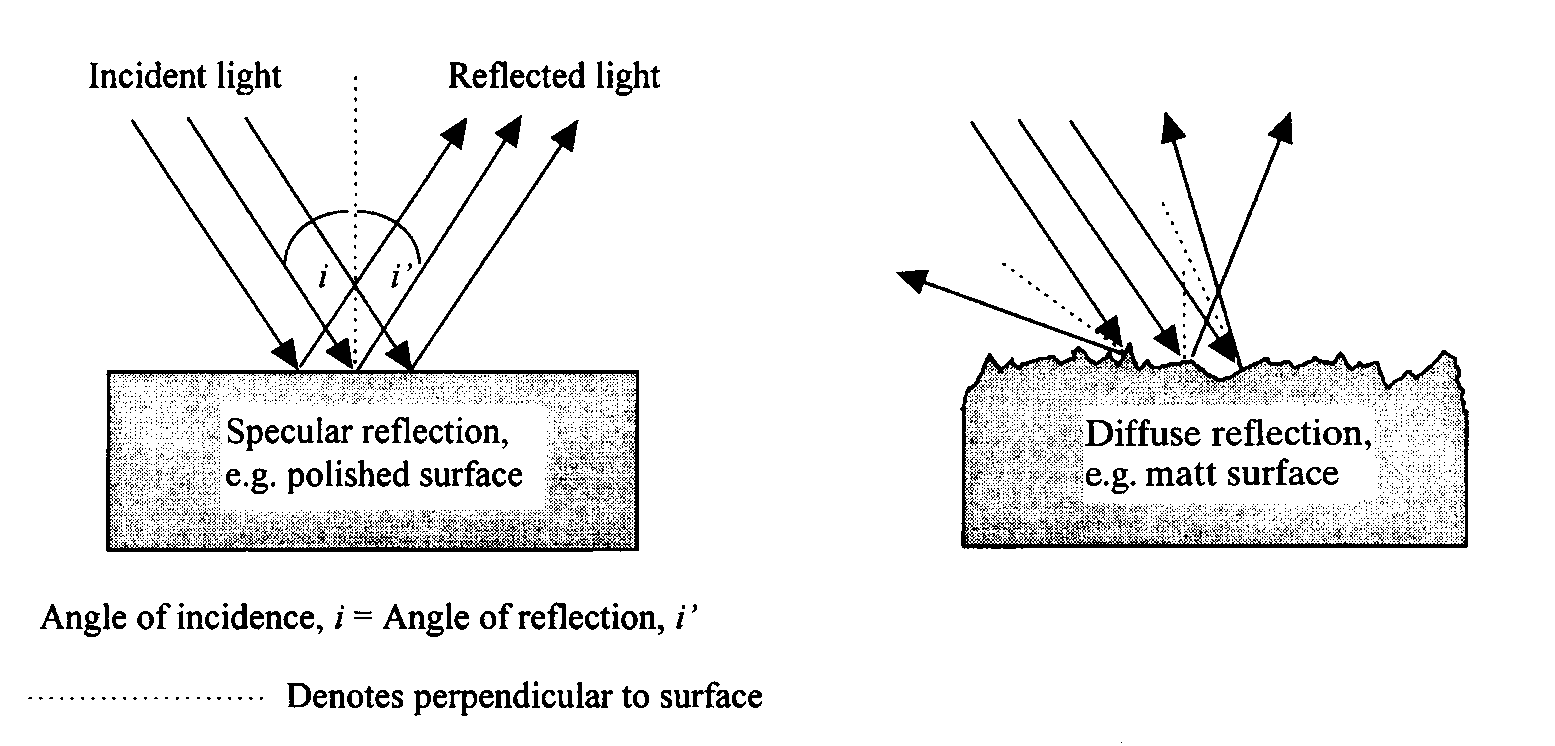 Incident light
Reflected light
i
i’
Specular reflection,
e.g. polished surface
Diffuse reflection,
e.g. matt surface
Angle of incidence, i = Angle of reflection, i’
Denotes perpendicular to surface